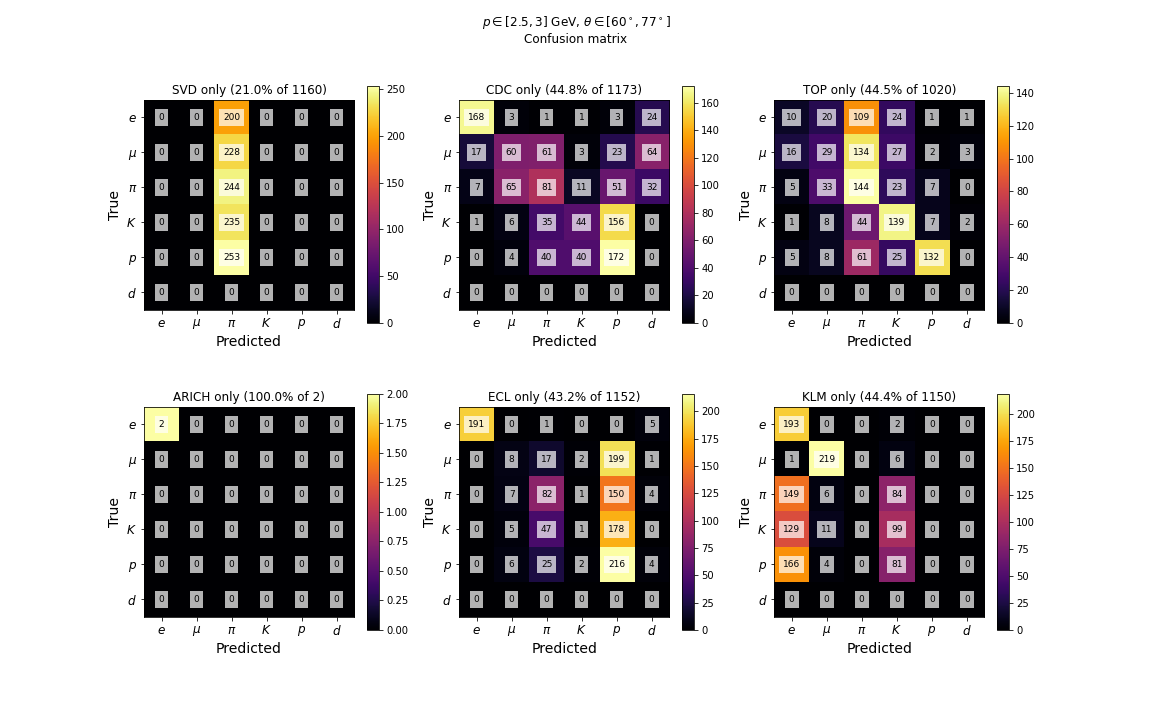 p ∈ [2.5, 3] GeV, θ ∈ [60°, 77°]
Confusion matrix
SVD only (21.0% of 1160)
True
e 0 0 200 0 0 0
μ 0 0 228 0 0 0
π 0 0 244 0 0 0
K 0 0 235 0 0 0
p 0 0 253 0 0 0
d 0 0 0 0 0 0
e μ π K p d
Predicted
250
200
150
100
50
0
CDC only (44.8% of 1173)
True
e 168 3 1 1 3 24
μ 17 60 61 3 23 64
π 7 65 81 11 51 32
K 1 6 35 44 156 0
p 0 4 40 40 172 0
d 0 0 0 0 0 0
e μ π K p d
Predicted
160
140
120
100
80
60
40
20
0
TOP only (44.5% of 1020)
True
e 10 20 109 24 1 1
μ 16 29 134 27 2 3
π 5 33 144 23 7 0
K 1 8 44 139 7 2
p 5 8 61 25 132 0
d 0 0 0 0 0 0
e μ π K p d
Predicted
140
120
100
80
60
40
20
0
ARICH only (100.0% of 2)
True
e 2 0 0 0 0 0
μ 0 0 0 0 0 0
π 0 0 0 0 0 0
K 0 0 0 0 0 0
p 0 0 0 0 0 0
d 0 0 0 0 0 0
e μ π K p d
Predicted
2.00
1.75
1.50
1.25
1.00
0.75
0.50
0.25
0.00
ECL only (43.2% of 1152)
True
e 191 0 1 0 0 5
μ 0 8 17 2 199 1
π 0 7 82 1 150 4
K 0 5 47 1 178 0
p 0 6 25 2 216 4
d 0 0 0 0 0 0
e μ π K p d
Predicted
200
175
150
125
100
75
50
25
0
KLM only (44.4% of 1150)
True
e 193 0 0 2 0 0
μ 1 219 0 6 0 0
π 149 6 0 84 0 0
K 129 11 0 99 0 0
p 166 4 0 81 0 0
d 0 0 0 0 0 0
e μ π K p d
Predicted
200
175
150
125
100
75
50
25
0